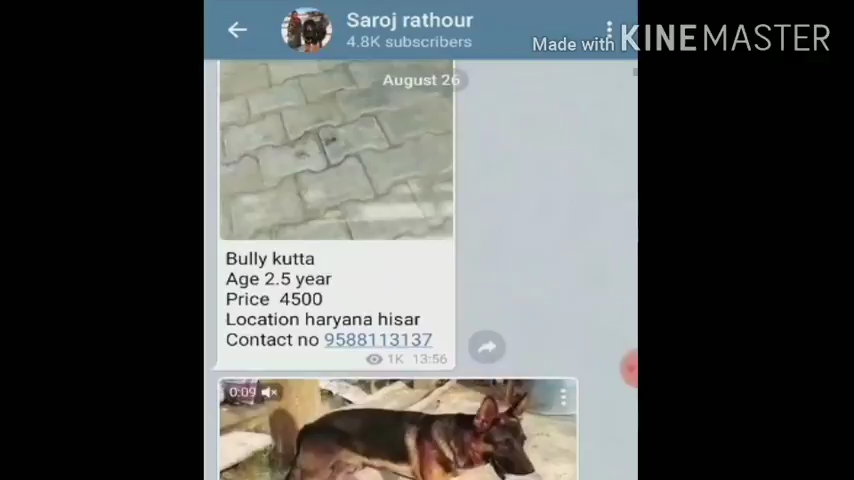 Saroj rathour
4.8K subscribers
Made with KINEMASTER
August 26
Bully kutta
Age 2.5 year
Price 4500
Location haryana hisar
Contact no 9588113137
1K 13:56
0:09